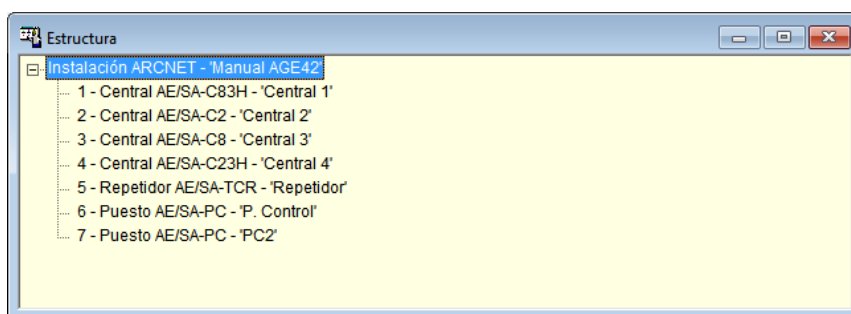 Estructura
Instalación ARCNET - 'Manual AGE42'
1 - Central AE/SA-C83H - 'Central 1'
2 - Central AE/SA-C2 - 'Central 2'
3 - Central AE/SA-C8 - 'Central 3'
4 - Central AE/SA-C23H - 'Central 4'
5 - Repetidor AE/SA-TCR - 'Repetidor'
6 - Puesto AE/SA-PC - 'P. Control'
7 - Puesto AE/SA-PC - 'PC2'